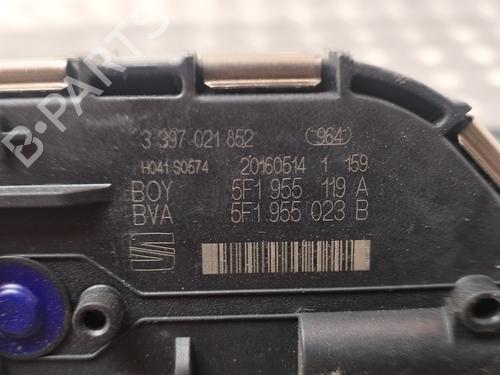 B-PARTS
3 397 021 852 964
H041 S0574 20160514 1 159
BOY 5F1 955 119 A
BVA 5F1.955 023 B